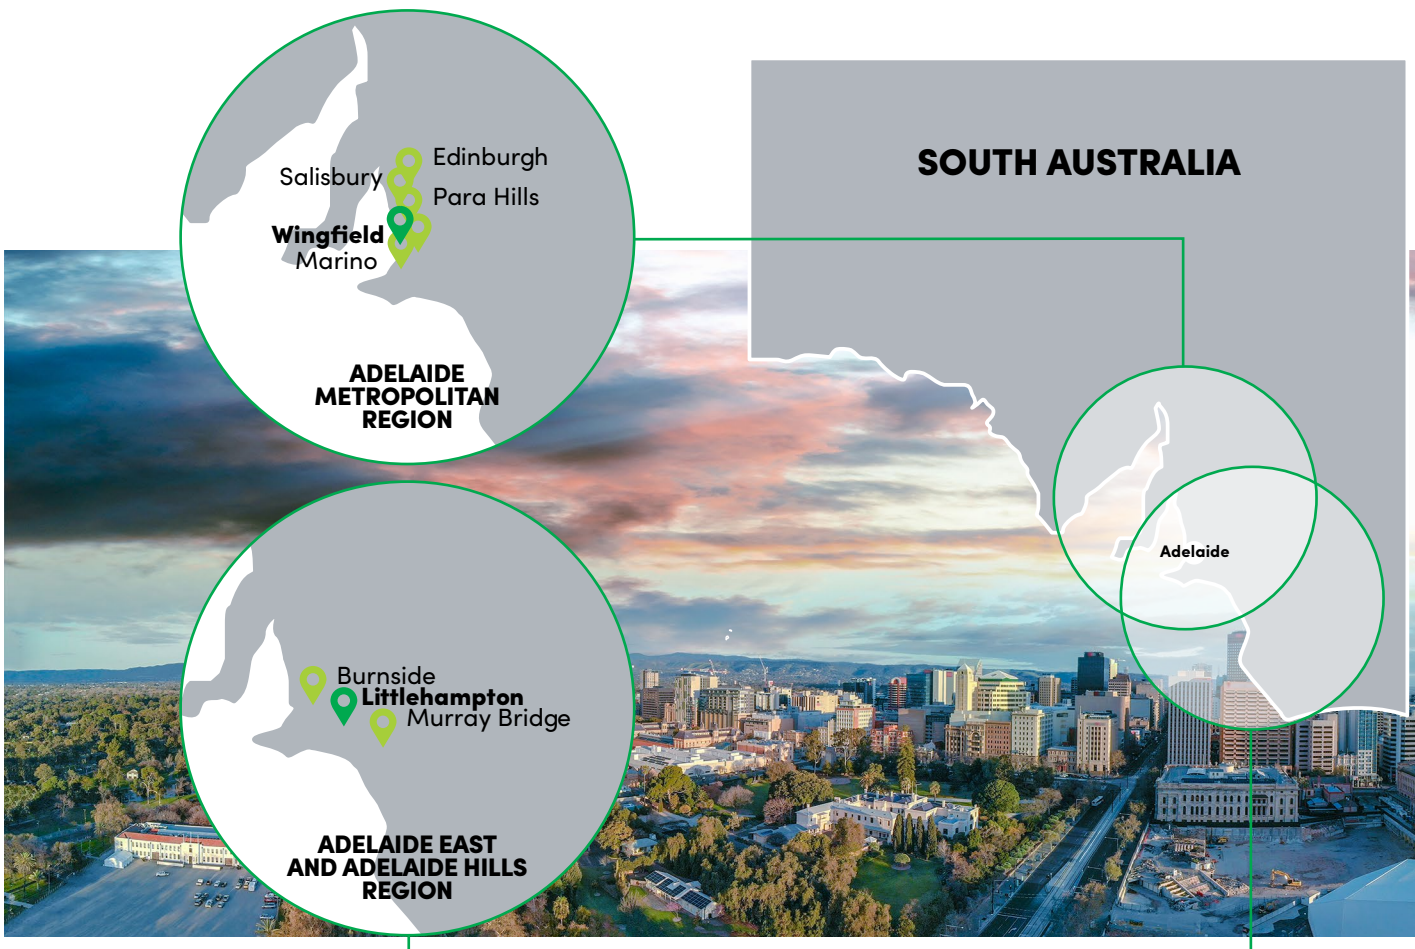 SOUTH AUSTRALIA
Edinburgh
Salisbury
Para Hills
Wingfield
Marino
ADELAIDE
METROPOLITAN
REGION
Adelaide
Burnside
Littlehampton
Murray Bridge
ADELAIDE EAST
AND ADELAIDE HILLS
REGION